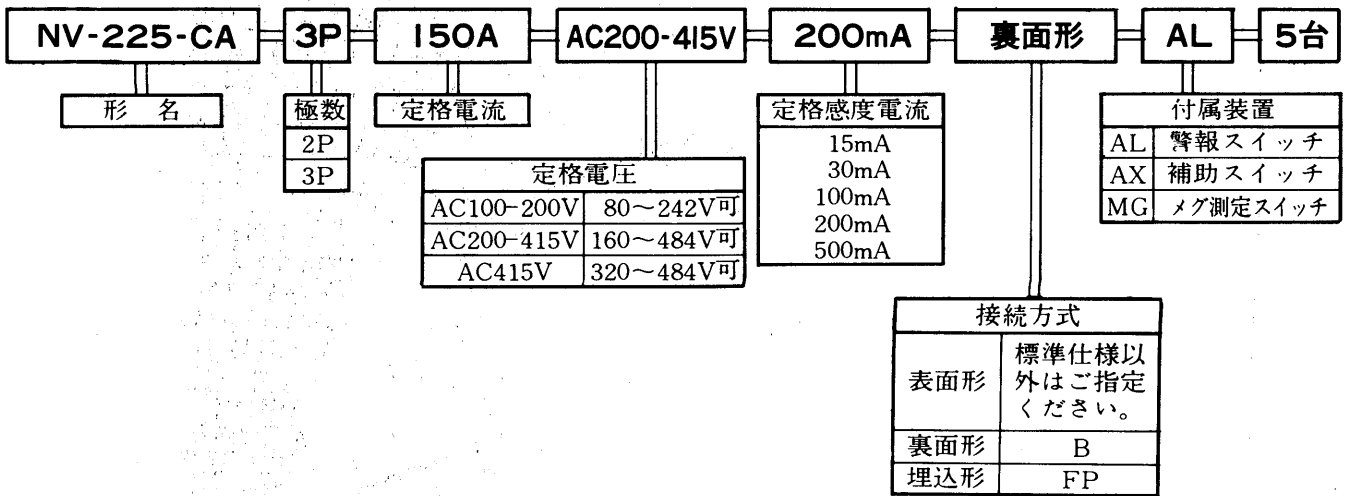 NV-225-CA 3P 150A AC200-415V 200mA 裏面形 AL 5台
形 名
極数
2P
3P
定格電流
定格電圧
AC100-200V 80～242V可
AC200-415V 160～484V可
AC415V 320～484V可
定格感度電流
15mA
30mA
100mA
200mA
500mA
接続方式
表面形 標準仕様以
外はご指定
ください。
裏面形 B
埋込形 FP
付属装置
AL 警報スイッチ
AX 補助スイッチ
MG メグ測定スイッチ